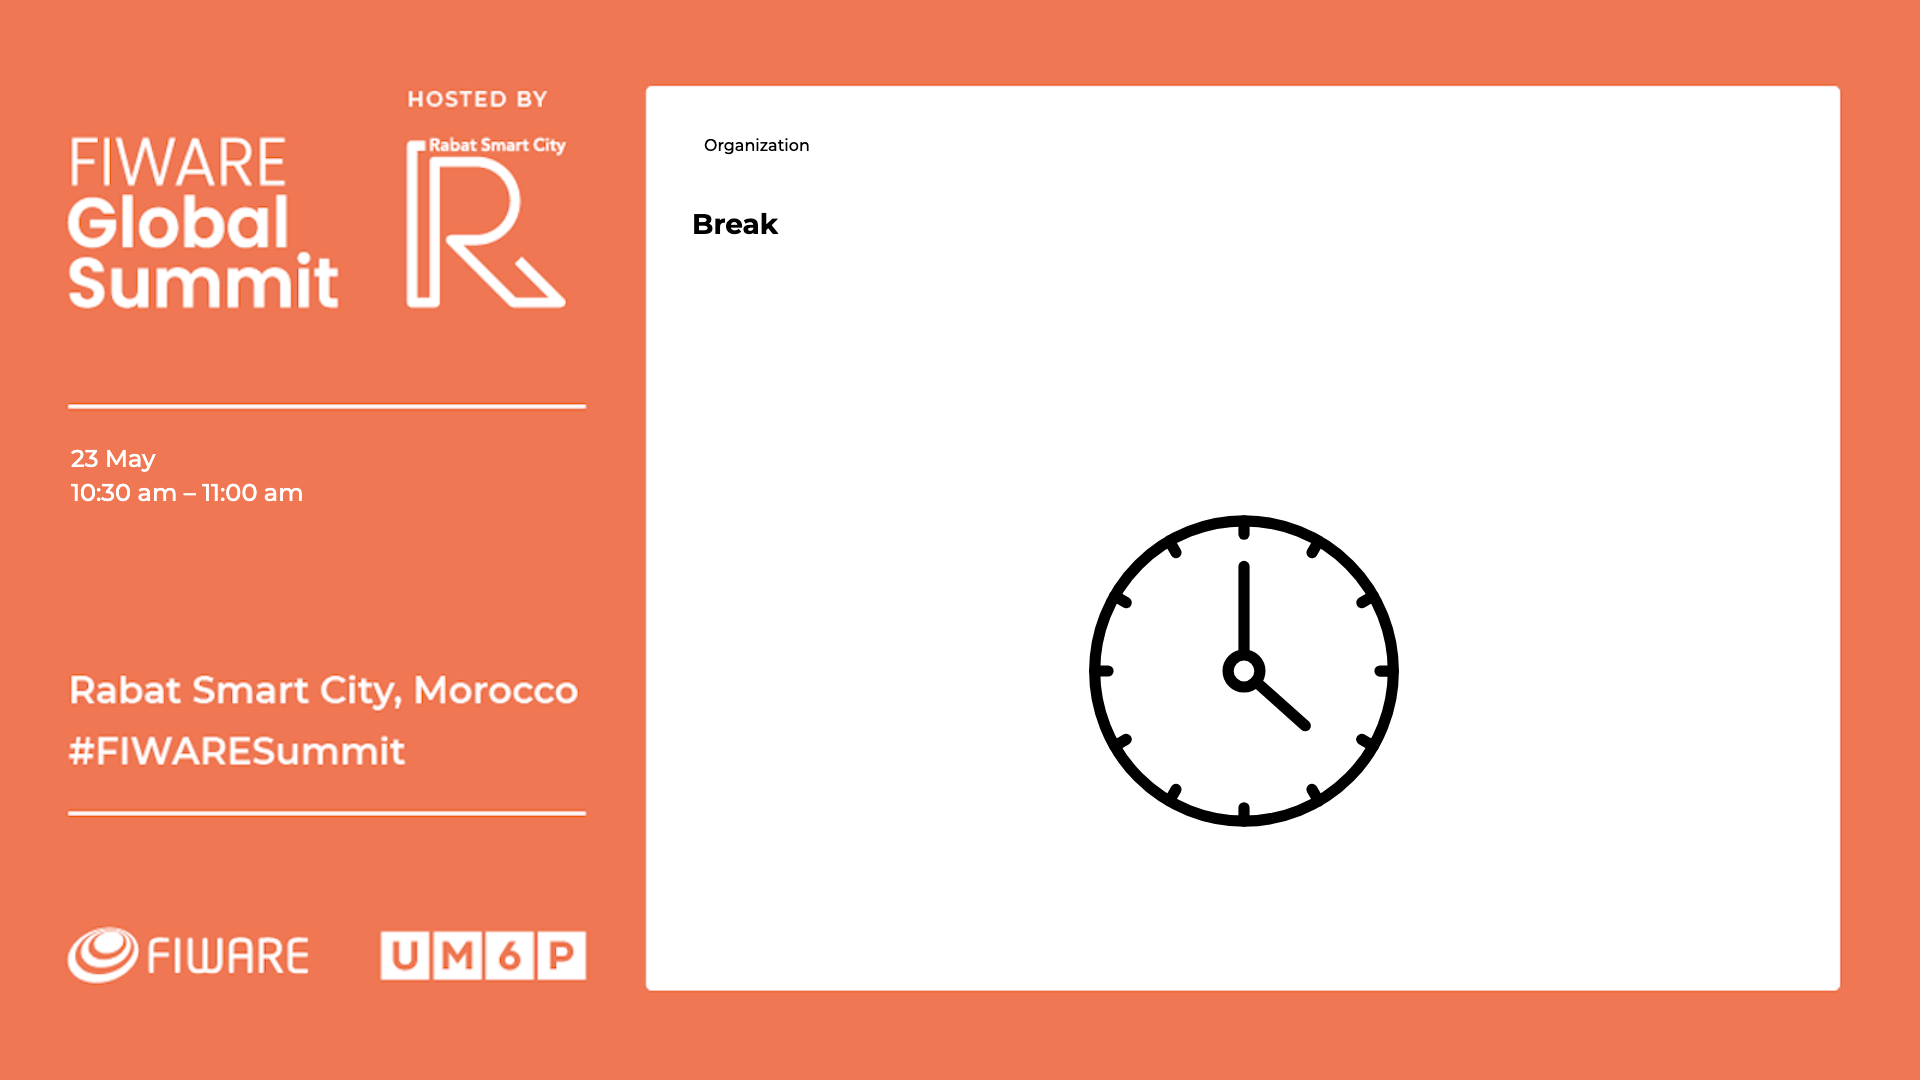 HOSTED BY
FIWARE
Global
Summit
Rabat Smart City
R
23 May
10:30 am – 11:00 am
Rabat Smart City, Morocco
#FIWARESummit
FIWARE
UM6P
Organization
Break